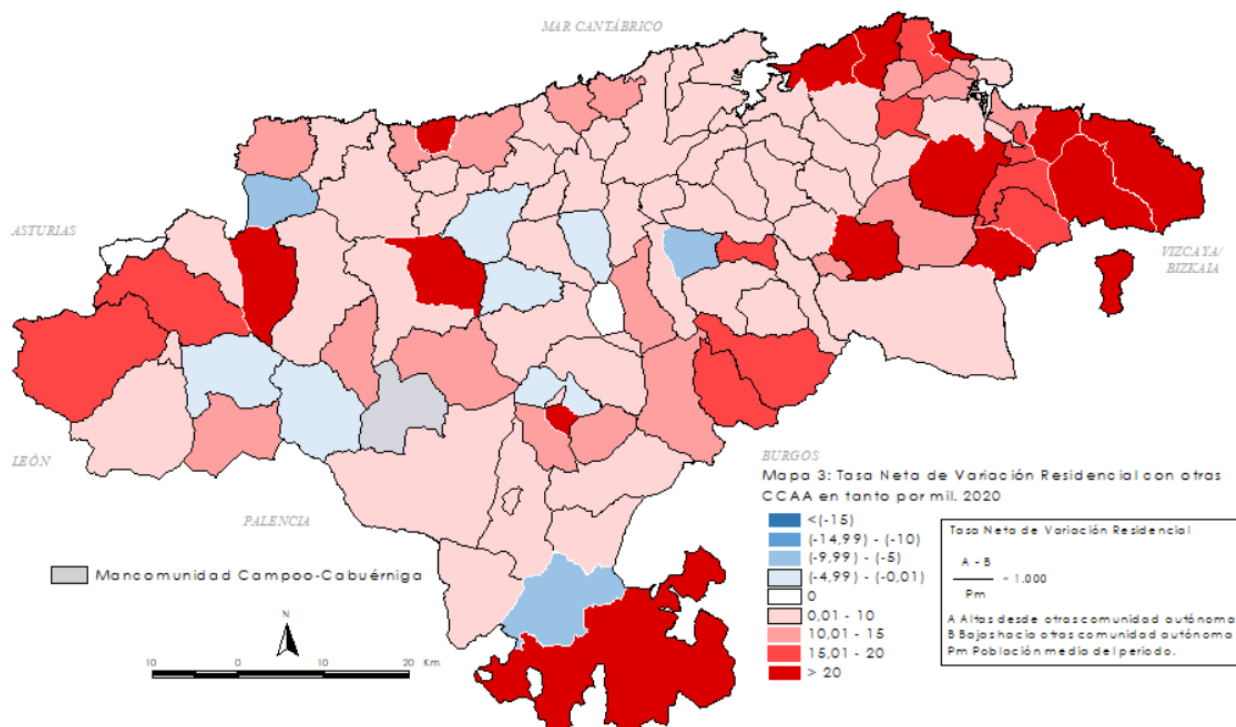 MAR CANTÁBRICO
ASTURIAS
VIZCAYA/
BIZKAIA
LEÓN
BURGOS
PALENCIA
Mapa 3: Tasa Neta de Variación Residencial con otras
CCAA en tanto por mil. 2020
<(-15)
(-14,99) - (-10)
(-9,99) - (-5)
(-4,99) - (-0,01)
0
0,01 - 10
10,01 - 15
15,01 - 20
> 20
Tasa Neta de Variación Residencial
A - B
- 1.000
Pm
A Altas desde otras comunidad autónoma
B Bajas hacia otras comunidad autónoma
Pm Población media del periodo.
Mancomunidad Campoo-Cabuérniga
N
10 0 10 20 Km